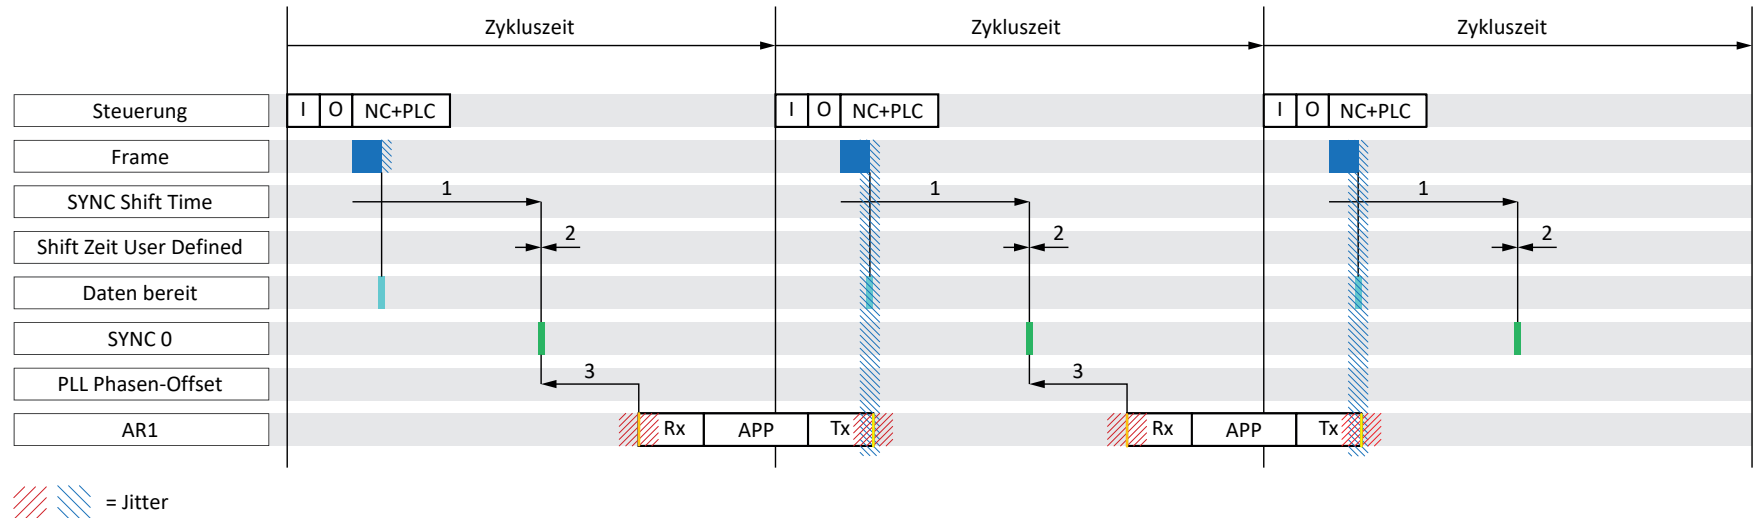 Zykluszeit Zykluszeit Zykluszeit
Steuerung I O NC+PLC I O NC+PLC I O NC+PLC
Frame
SYNC Shift Time 1 1 1
Shift Zeit User Defined 2 2 2
Daten bereit
SYNC 0
PLL Phasen-Offset 3 3
AR1 Rx APP Tx Rx APP Tx
= Jitter